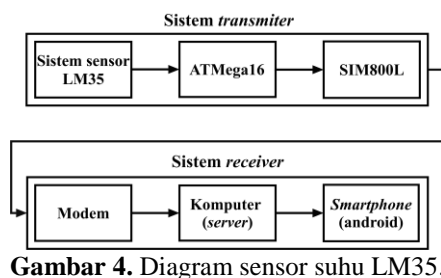 Sistem transmiter
Sistem sensor
LM35
ATMega16
SIM800L
Sistem receiver
Modem
Komputer
(server)
Smartphone
(android)
Gambar 4. Diagram sensor suhu LM35.